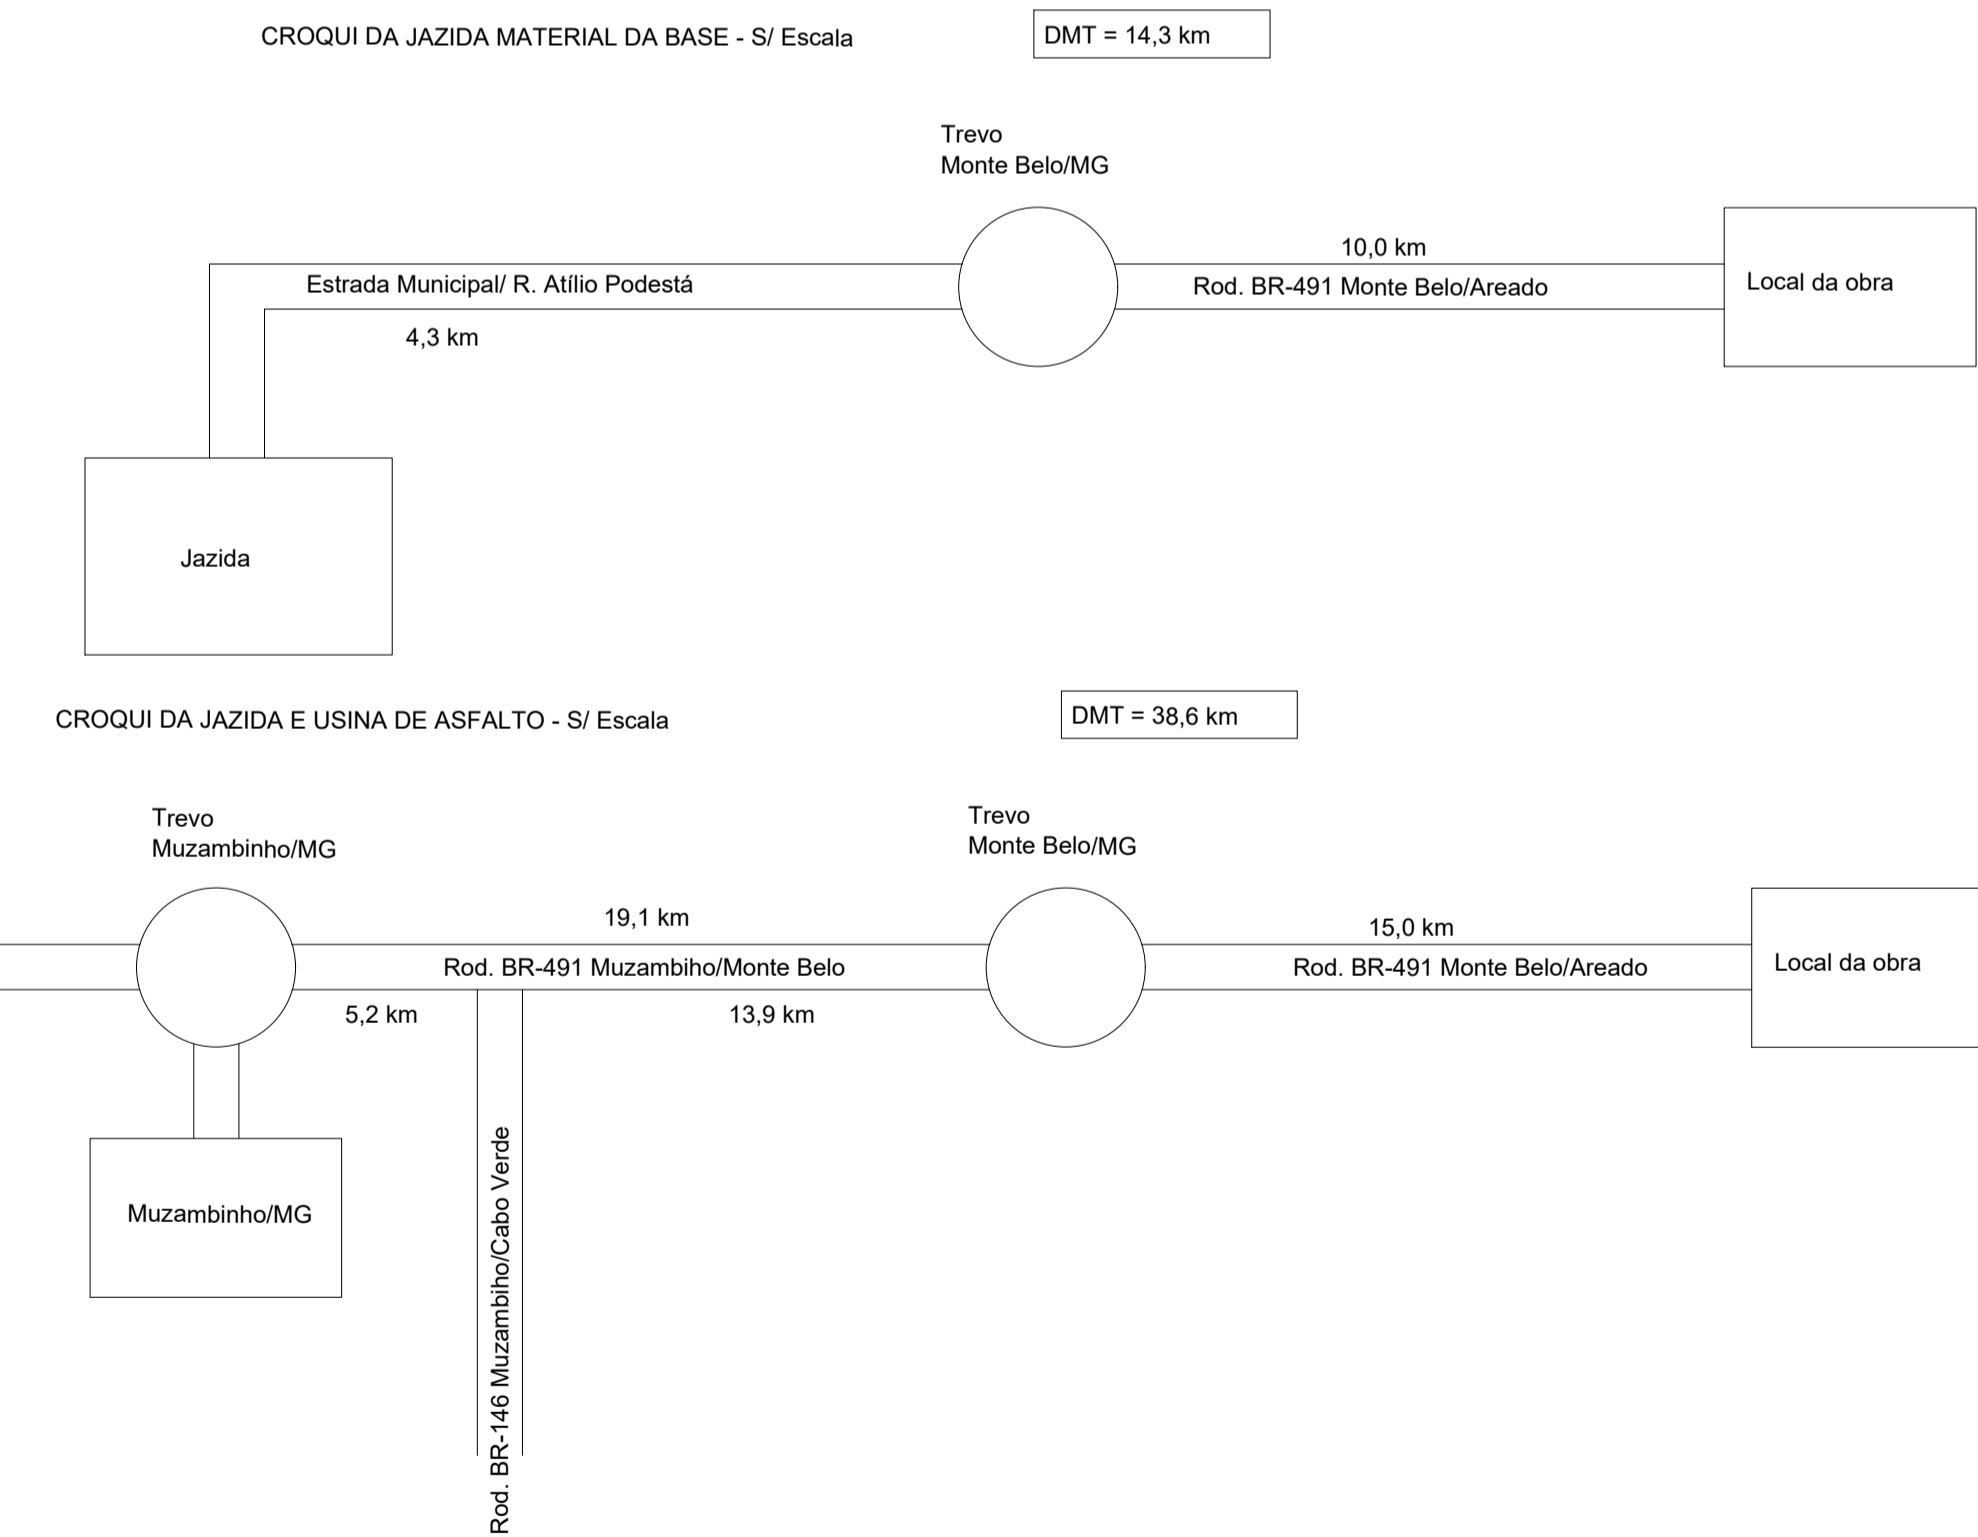 CROQUI DA JAZIDA MATERIAL DA BASE - S/ Escala
DMT = 14,3 km
Trevo
Monte Belo/MG
10,0 km
Estrada Municipal/ R. Atílio Podestá
Rod. BR-491 Monte Belo/Areado
Local da obra
4,3 km
Jazida
CROQUI DA JAZIDA E USINA DE ASFALTO - S/ Escala
DMT = 38,6 km
Trevo
Muzambinho/MG
Trevo
Monte Belo/MG
19,1 km
15,0 km
Rod. BR-491 Muzambiho/Monte Belo
Rod. BR-491 Monte Belo/Areado
Local da obra
5,2 km
13,9 km
Muzambinho/MG
Rod. BR-146 Muzambiho/Cabo Verde